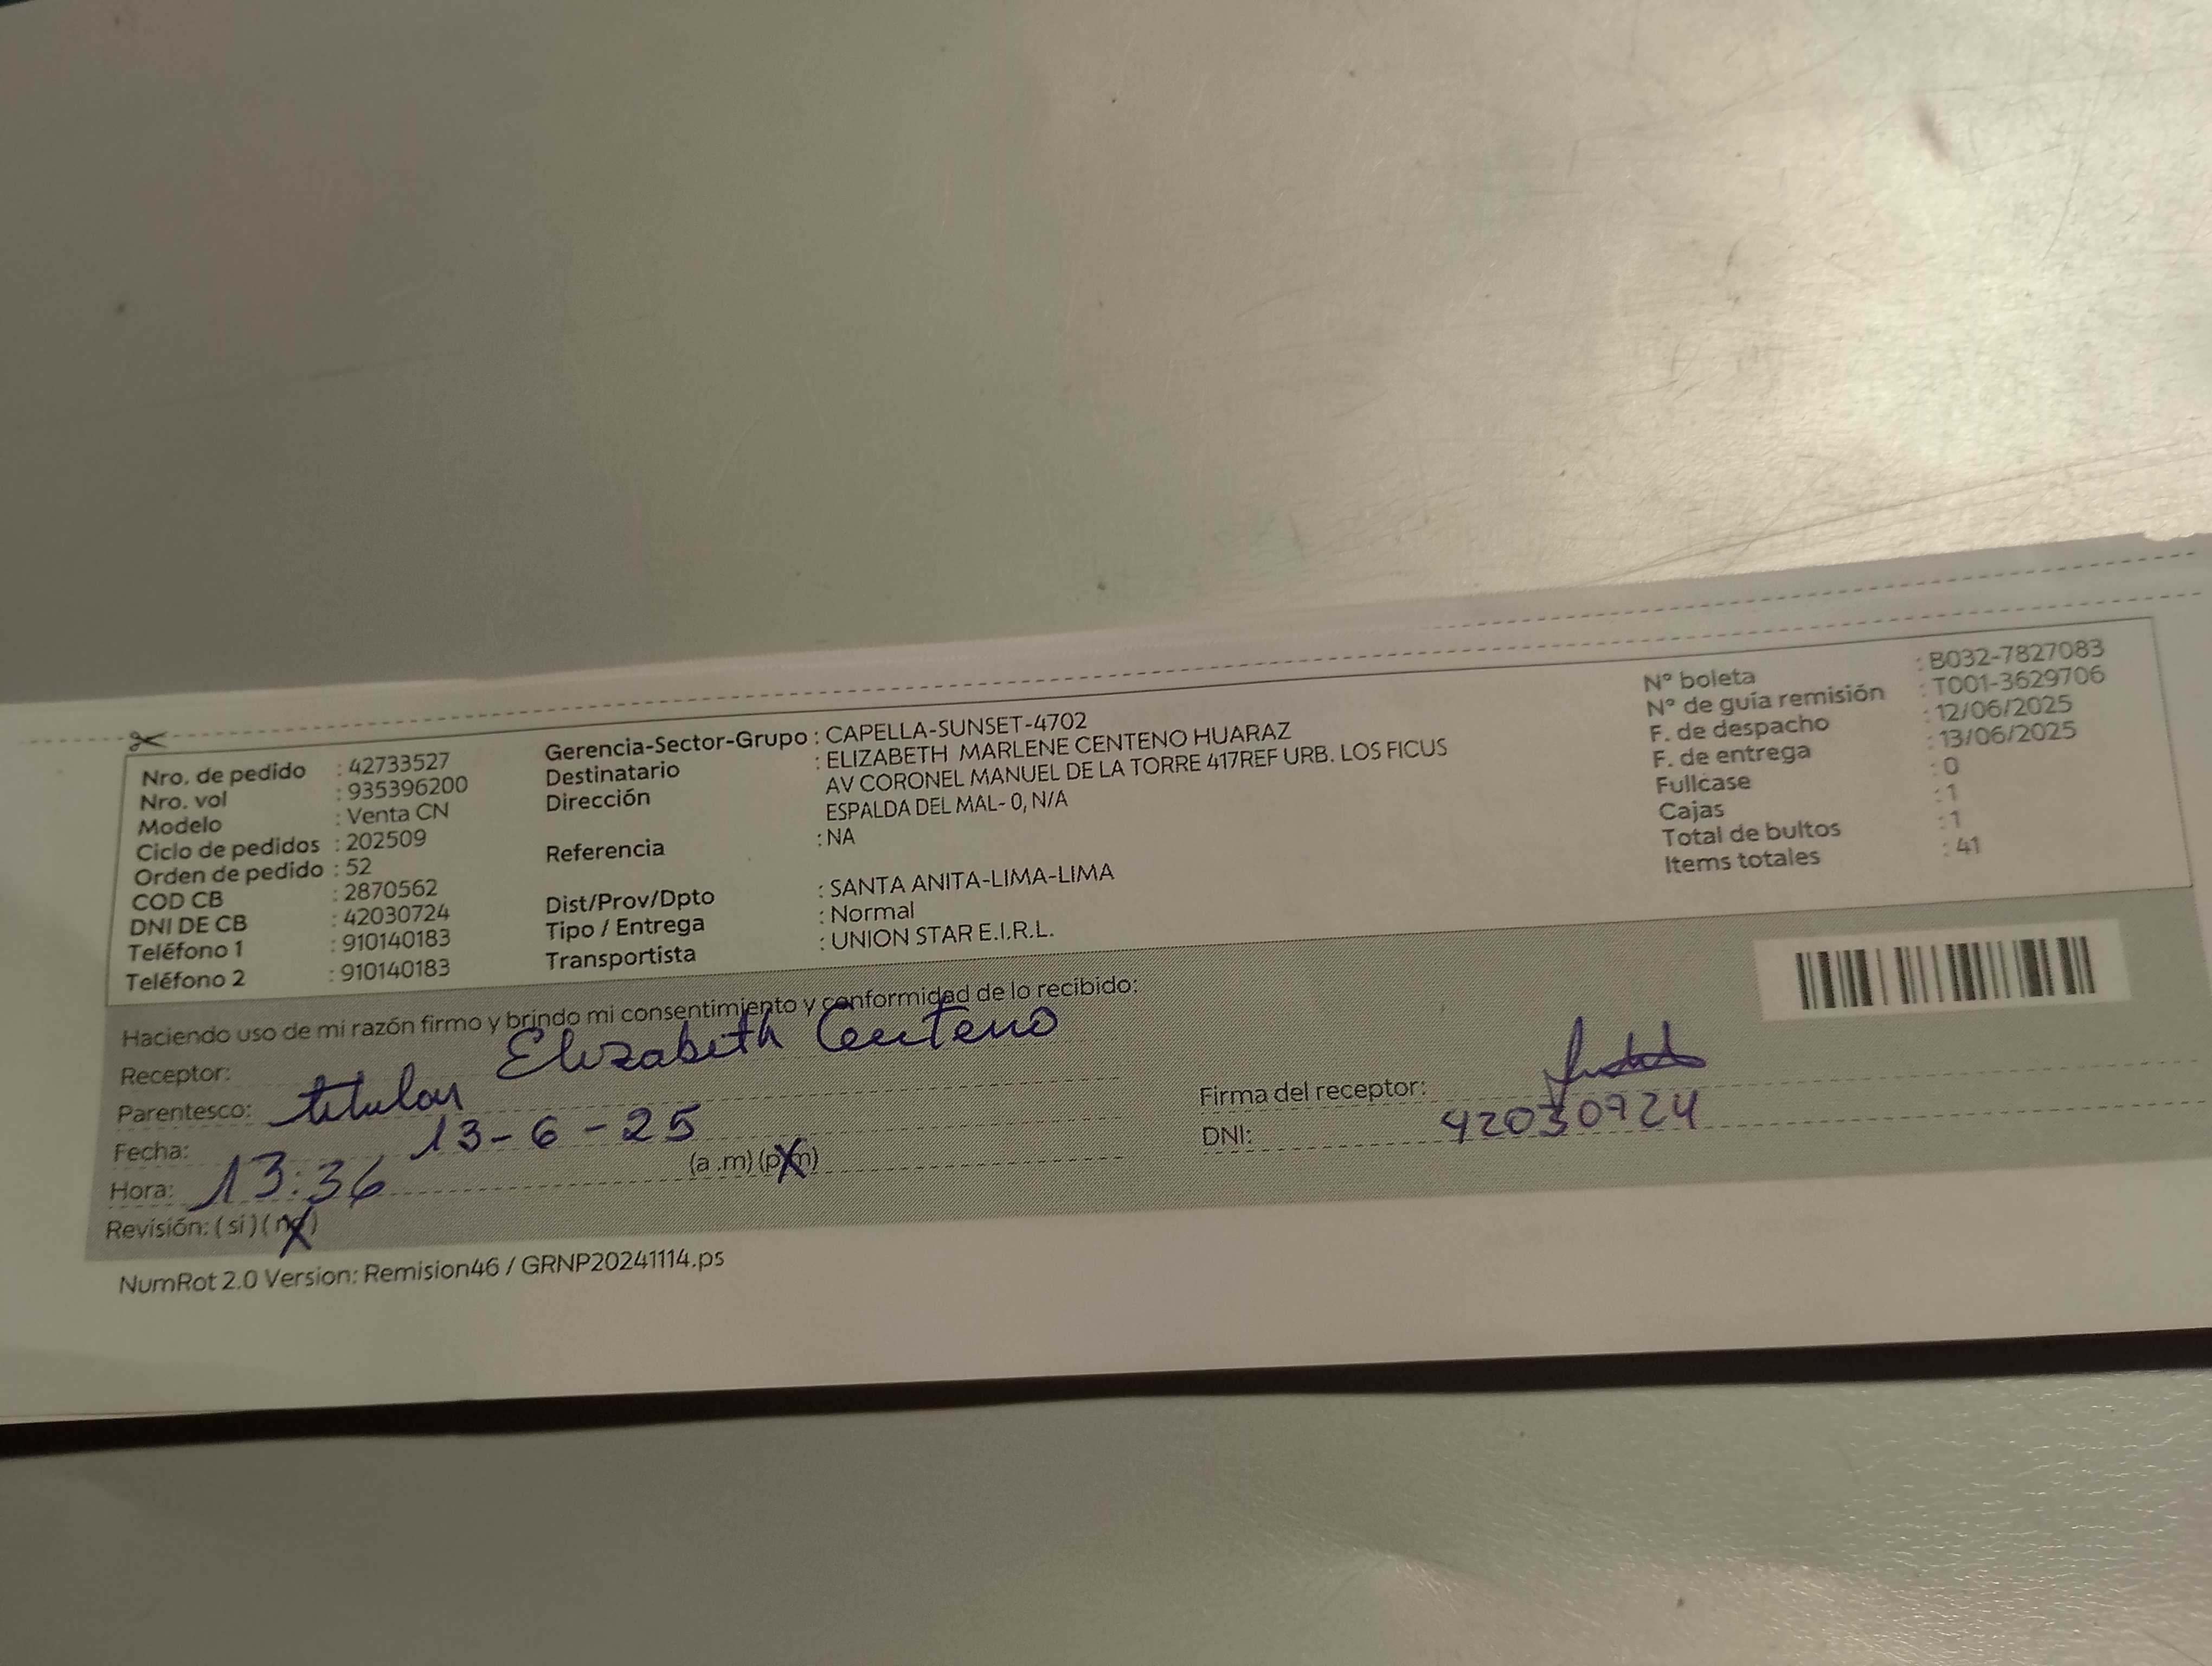 Nro. de pedido : 42733527
Nro. vol : 935396200
Modelo : Venta CN
Ciclo de pedidos : 202509
Orden de pedido : 52
COD CB : 2870562
DNI DE CB : 42030724
Teléfono 1 : 910140183
Teléfono 2 : 910140183
Gerencia-Sector-Grupo : CAPELLA-SUNSET-4702
Destinatario : ELIZABETH MARLENE CENTENO HUARAZ
Dirección AV CORONEL MANUEL DE LA TORRE 417REF URB. LOS FICUS
ESPALDA DEL MAL- 0, N/A
Referencia : NA
Dist/Prov/Dpto : SANTA ANITA-LIMA-LIMA
Tipo / Entrega : Normal
Transportista : UNION STAR E.I.R.L.
N° boleta : B032-7827083
N° de guía remisión : T001-3629706
F. de despacho : 12/06/2025
F. de entrega : 13/06/2025
Fullcase : 0
Cajas : 1
Total de bultos : 1
Items totales : 41
Haciendo uso de mi razón firmo y brindo mi consentimiento y conformidad de lo recibido:
Receptor: Elizabeth Centeno
Parentesco: titular
Fecha: 13-6-25
Hora: 13:36 (a .m) (p.m)
Revisión: ( si ) ( no )
Firma del receptor:
DNI: 42030724
NumRot 2.0 Version: Remision46 / GRNP20241114.ps